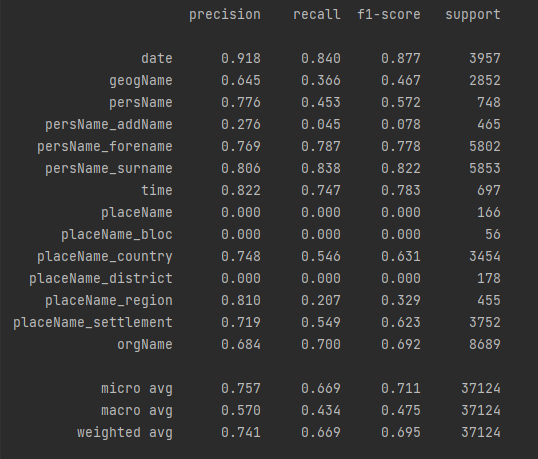 precision recall f1-score support
date 0.918 0.840 0.877 3957
geogName 0.645 0.366 0.467 2852
persName 0.776 0.453 0.572 748
persName_addName 0.276 0.045 0.078 465
persName_forename 0.769 0.787 0.778 5802
persName_surname 0.806 0.838 0.822 5853
time 0.822 0.747 0.783 697
placeName 0.000 0.000 0.000 166
placeName_bloc 0.000 0.000 0.000 56
placeName_country 0.748 0.546 0.631 3454
placeName_district 0.000 0.000 0.000 178
placeName_region 0.810 0.207 0.329 455
placeName_settlement 0.719 0.549 0.623 3752
orgName 0.684 0.700 0.692 8689
micro avg 0.757 0.669 0.711 37124
macro avg 0.570 0.434 0.475 37124
weighted avg 0.741 0.669 0.695 37124